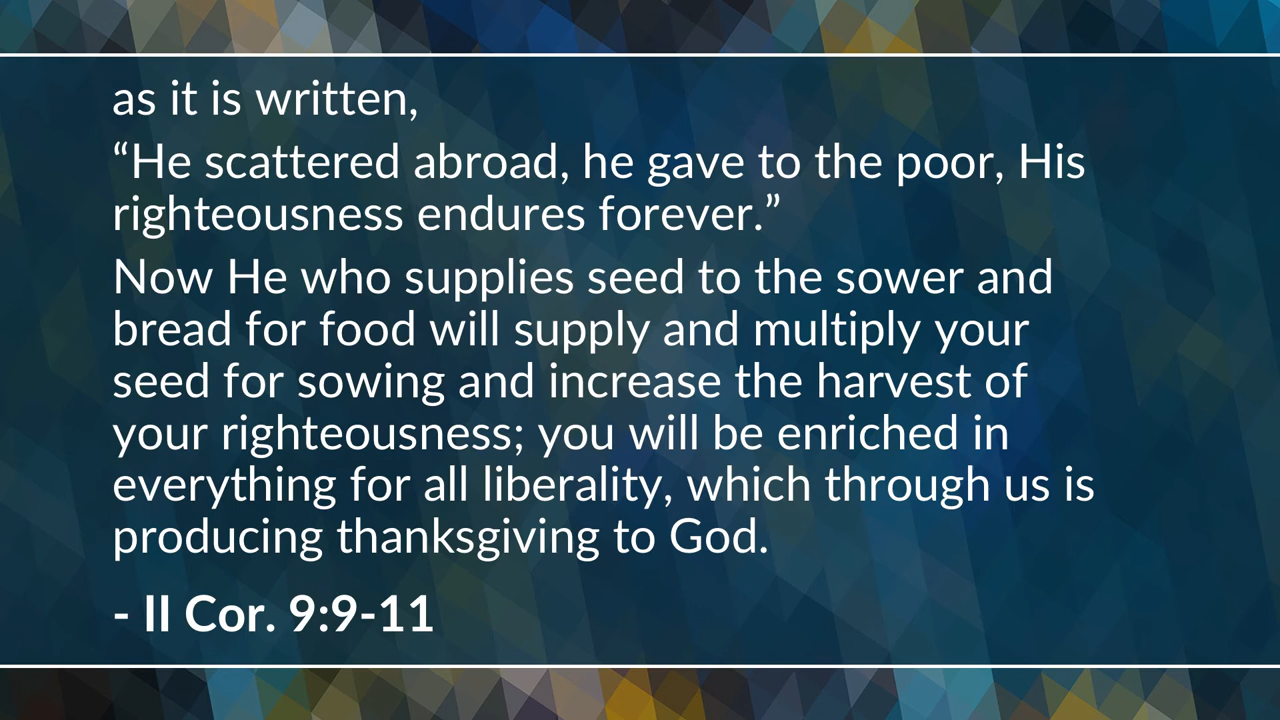 as it is written,
“He scattered abroad, he gave to the poor, His
righteousness endures forever.”
Now He who supplies seed to the sower and
bread for food will supply and multiply your
seed for sowing and increase the harvest of
your righteousness; you will be enriched in
everything for all liberality, which through us is
producing thanksgiving to God.
- II Cor. 9:9-11